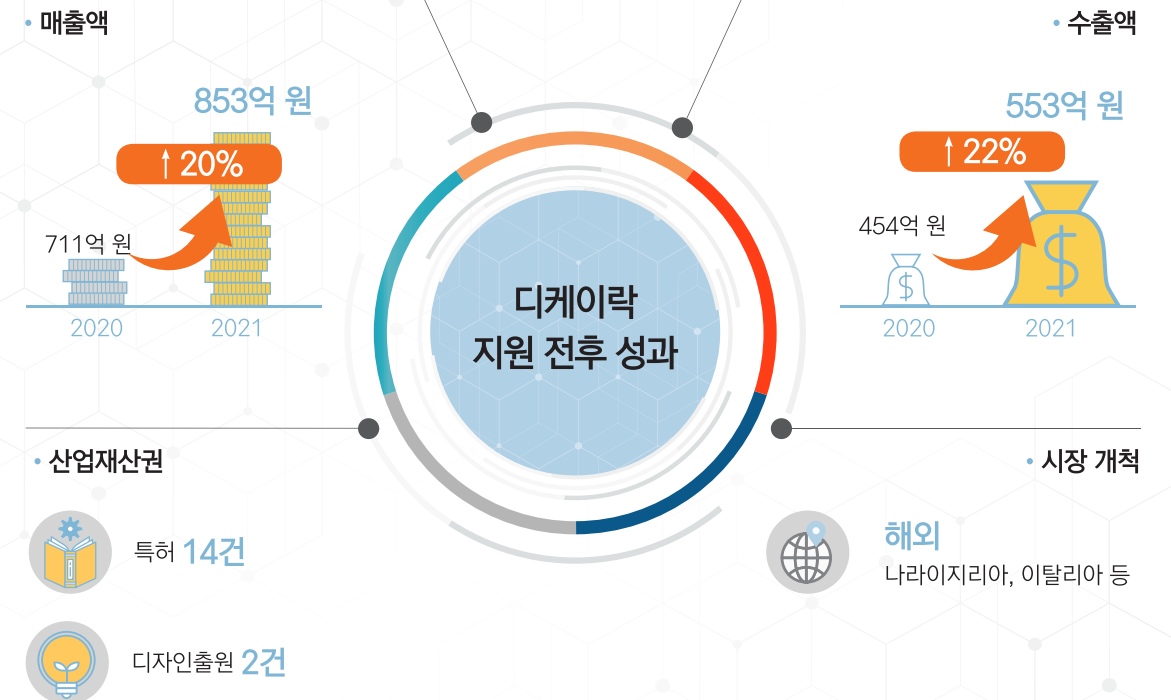 • 매출액
853억 원
↑ 20%
711억 원
2020
2021
• 수출액
553억 원
↑ 22%
454억 원
$
$
2020
2021
디케이락
지원 전후 성과
• 산업재산권
특허 14건
디자인출원 2건
• 시장 개척
해외
나라이지리아, 이탈리아 등